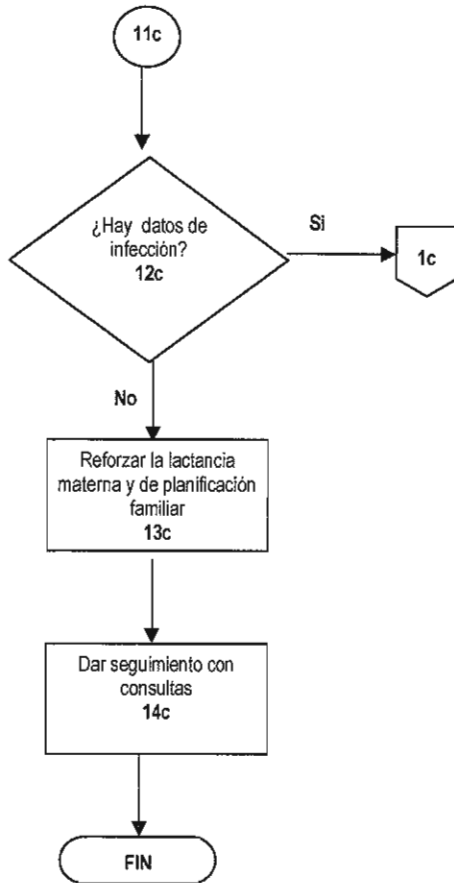 11c
¿Hay datos de
infección?
12c
Si
1c
No
Reforzar la lactancia
materna y de planificación
familiar
13c
Dar seguimiento con
consultas
14c
FIN